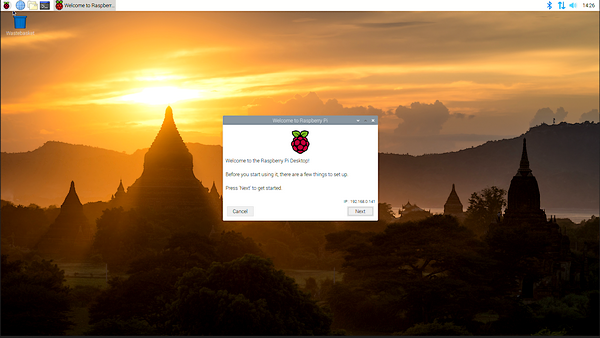 Welcome to Raspberr...
14:26
Wastebasket
Welcome to Raspberry Pi
Welcome to the Raspberry Pi Desktop!
Before you start using it, there are a few things to set up.
Press 'Next' to get started.
IP: 192.168.0.141
Cancel
Next